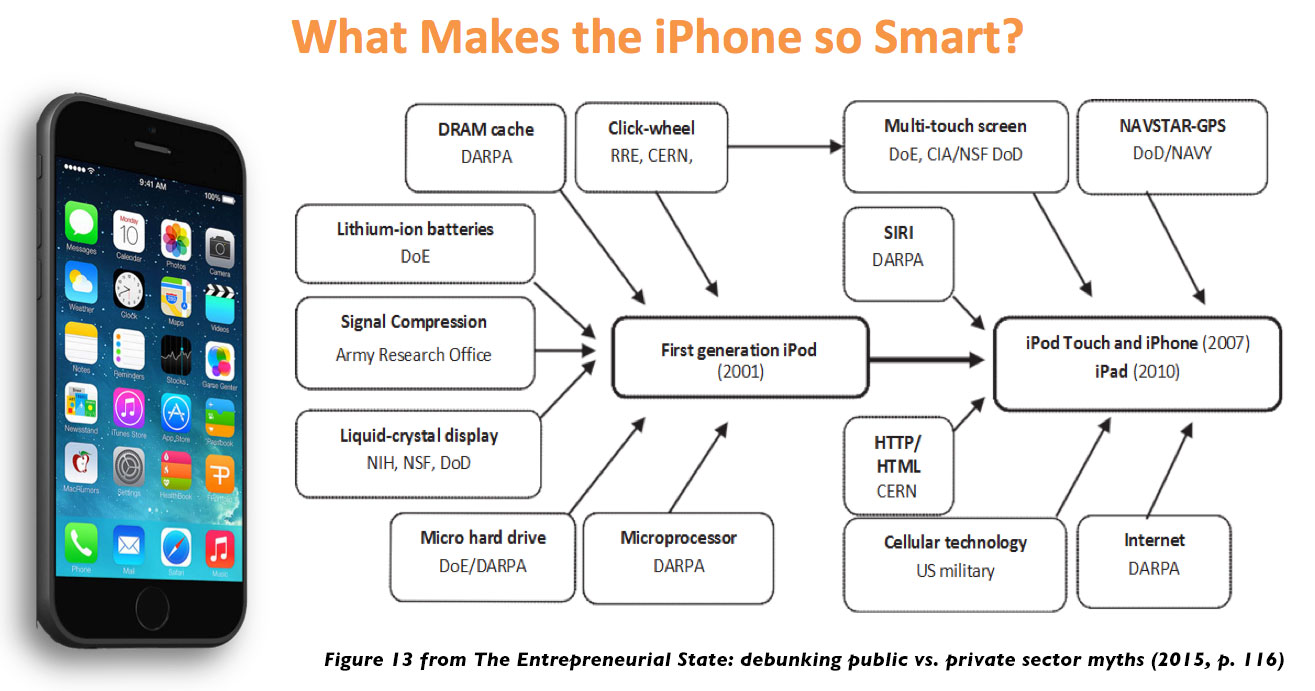 What Makes the iPhone so Smart?
9:41 AM
100%
Monday
10
Messages
Calendar
Photos
Camera
Weather
Clock
Maps
Videos
Notes
Reminders
Stocks
Game Center
Newsstand
iTunes Store
App Store
Passbook
MacRumors
Settings
HealthBook
Phone
Mail
Safari
Music
DRAM cache
DARPA
Click-wheel
RRE, CERN,
Multi-touch screen
DoE, CIA/NSF DoD
NAVSTAR-GPS
DoD/NAVY
Lithium-ion batteries
DoE
SIRI
DARPA
Signal Compression
Army Research Office
First generation iPod
(2001)
iPod Touch and iPhone (2007)
iPad (2010)
Liquid-crystal display
NIH, NSF, DoD
HTTP/
HTML
CERN
Micro hard drive
DoE/DARPA
Microprocessor
DARPA
Cellular technology
US military
Internet
DARPA
Figure 13 from The Entrepreneurial State: debunking public vs. private sector myths (2015, p. 116)